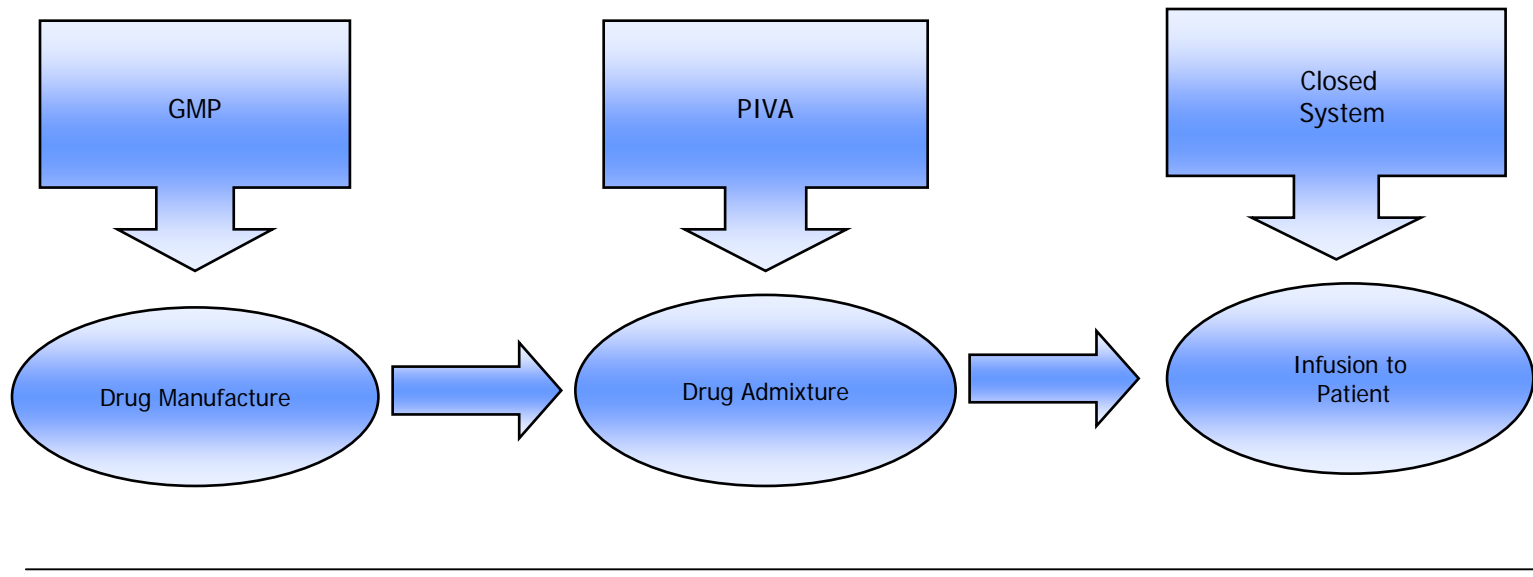 GMP
PIVA
Closed
System
Drug Manufacture
Drug Admixture
Infusion to
Patient